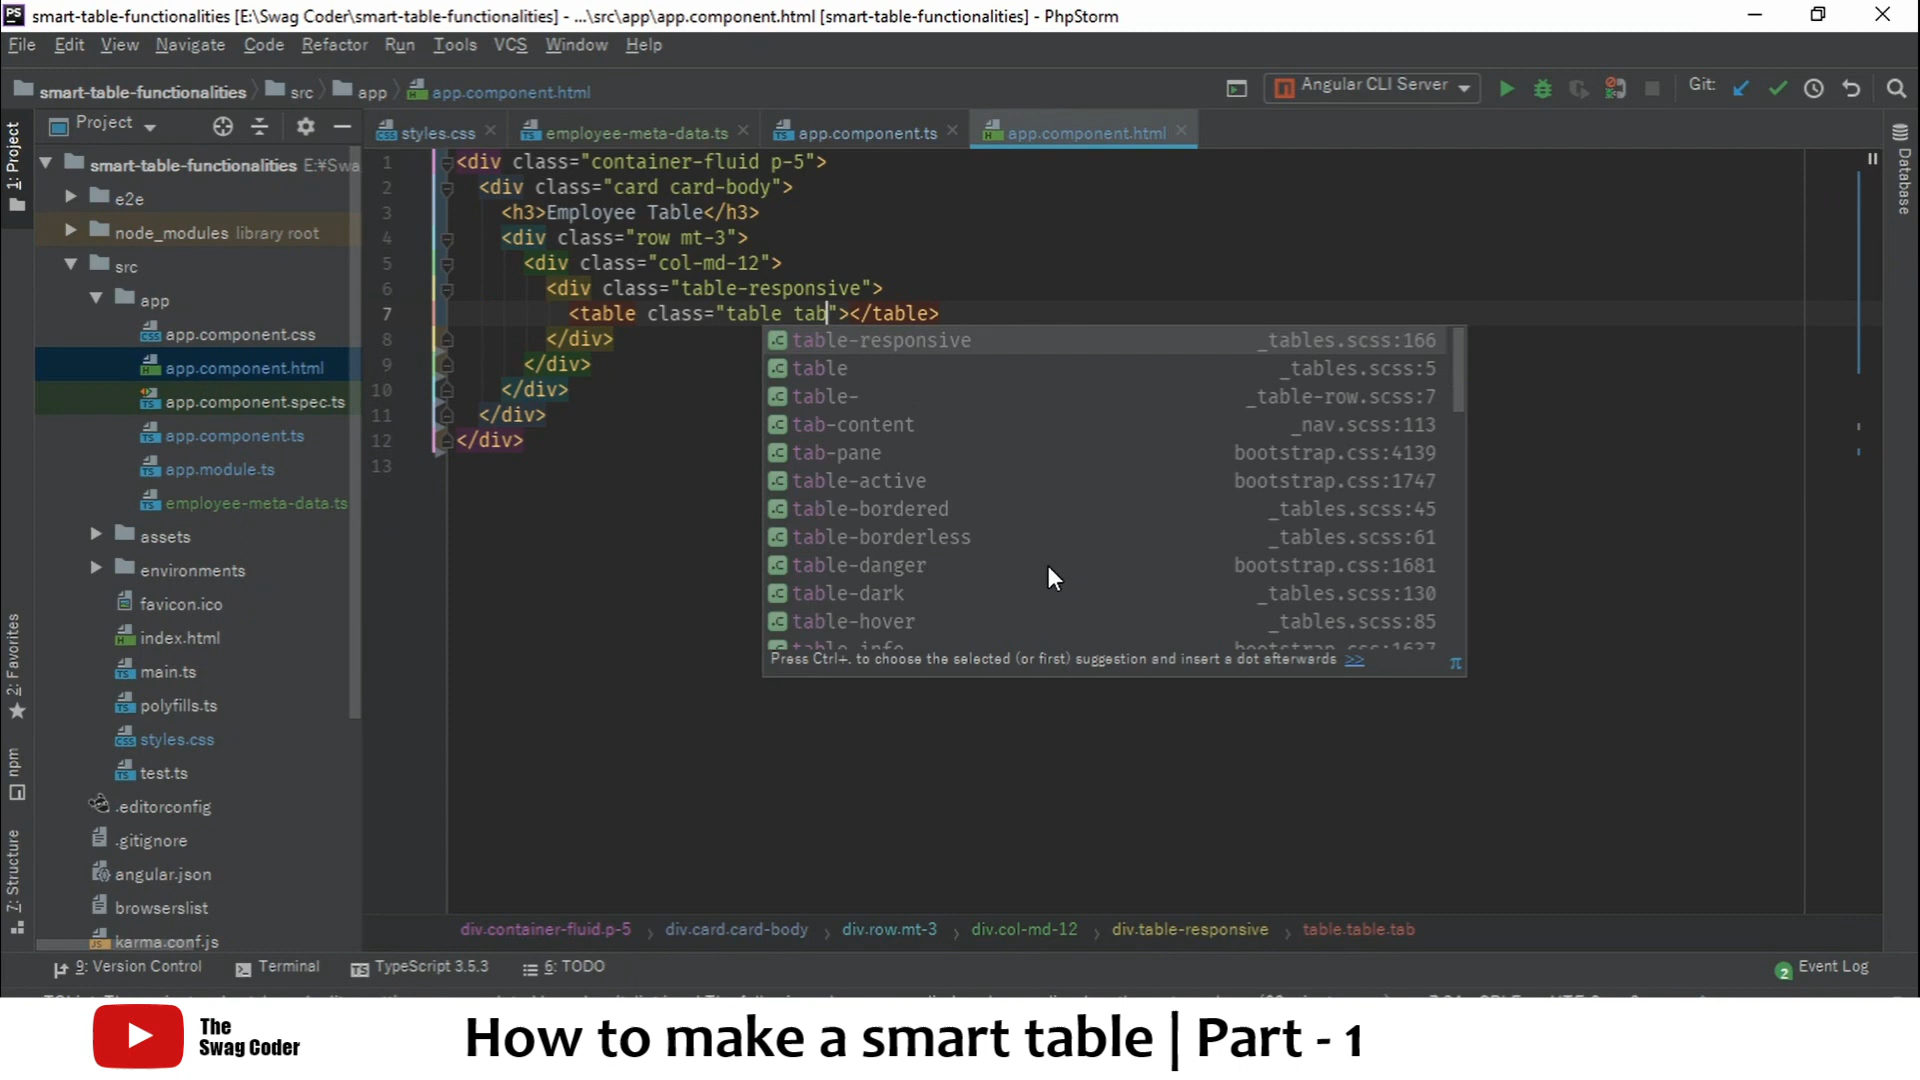 PS smart-table-functionalities [E:\Swag Coder\smart-table-functionalities] - ...\src\app\app.component.html [smart-table-functionalities] - PhpStorm
File Edit View Navigate Code Refactor Run Tools VCS Window Help
smart-table-functionalities src app app.component.html Angular CLI Server Git:
Project
styles.css employee-meta-data.ts app.component.ts app.component.html
1: Project
2: Favorites
npm
7: Structure
Database
smart-table-functionalities E:¥Swa
e2e
node_modules library root
src
app
app.component.css
app.component.html
app.component.spec.ts
app.component.ts
app.module.ts
employee-meta-data.ts
assets
environments
favicon.ico
index.html
main.ts
polyfills.ts
styles.css
test.ts
.editorconfig
.gitignore
angular.json
browserslist
karma.conf.js
1 <div class="container-fluid p-5">
2 <div class="card card-body">
3 <h3>Employee Table</h3>
4 <div class="row mt-3">
5 <div class="col-md-12">
6 <div class="table-responsive">
7 <table class="table tab"></table>
8 </div>
9 </div>
10 </div>
11 </div>
12 </div>
13
table-responsive _tables.scss:166
table _tables.scss:5
table- _table-row.scss:7
tab-content _nav.scss:113
tab-pane bootstrap.css:4139
table-active bootstrap.css:1747
table-bordered _tables.scss:45
table-borderless _tables.scss:61
table-danger bootstrap.css:1681
table-dark _tables.scss:130
table-hover _tables.scss:85
table-info bootstrap.css:1637
Press Ctrl+. to choose the selected (or first) suggestion and insert a dot afterwards >> π
div.container-fluid.p-5 div.card.card-body div.row.mt-3 div.col-md-12 div.table-responsive table.table.tab
9: Version Control Terminal TypeScript 3.5.3 6: TODO 2 Event Log
The
Swag Coder
How to make a smart table | Part - 1